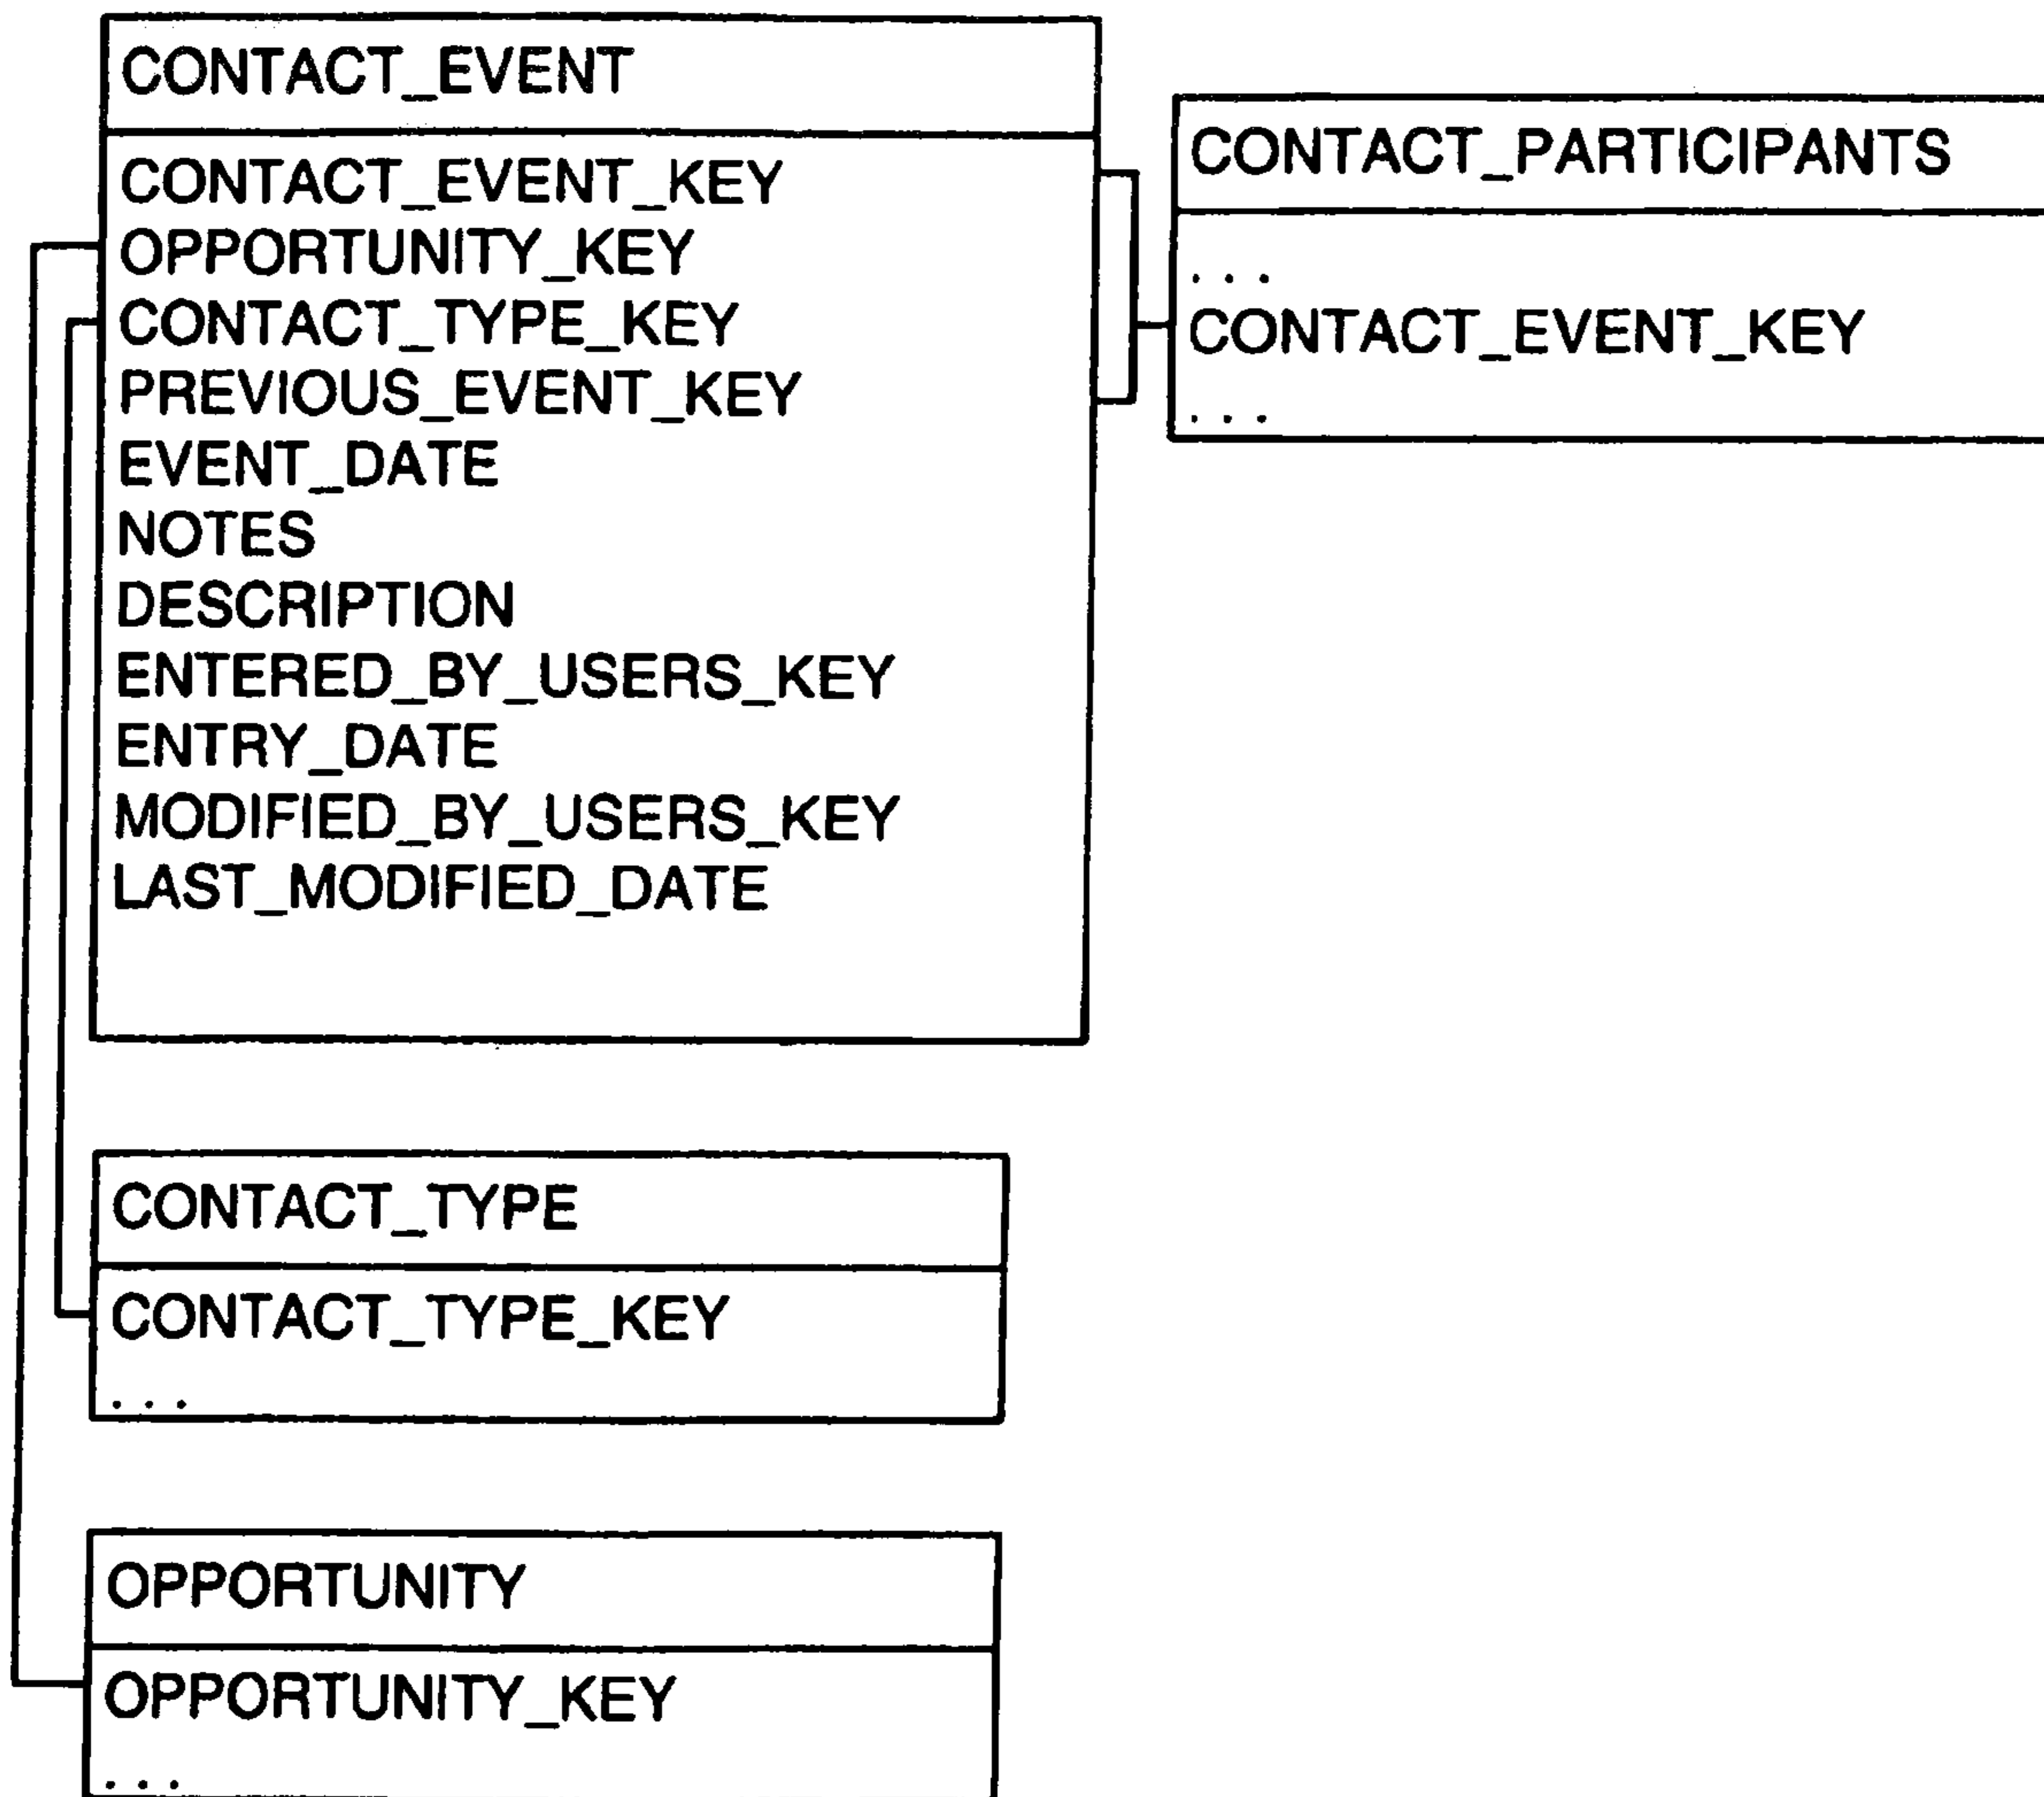 CONTACT_EVENT
CONTACT_EVENT_KEY
OPPORTUNITY_KEY
CONTACT_TYPE_KEY
PREVIOUS_EVENT_KEY
EVENT_DATE
NOTES
DESCRIPTION
ENTERED_BY_USERS_KEY
ENTRY_DATE
MODIFIED_BY_USERS_KEY
LAST_MODIFIED_DATE
CONTACT_PARTICIPANTS
. . .
CONTACT_EVENT_KEY
. . .
CONTACT_TYPE
CONTACT_TYPE_KEY
. . .
OPPORTUNITY
OPPORTUNITY_KEY
. . .